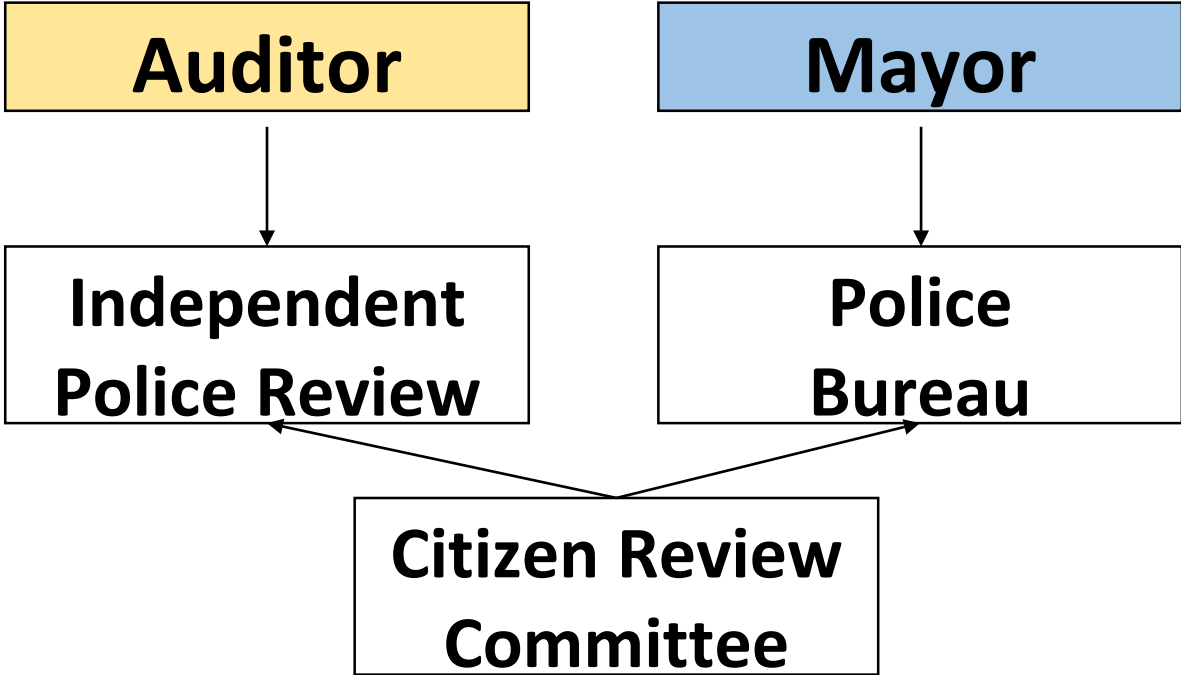 Auditor
Mayor
Independent
Police Review
Police
Bureau
Citizen Review
Committee